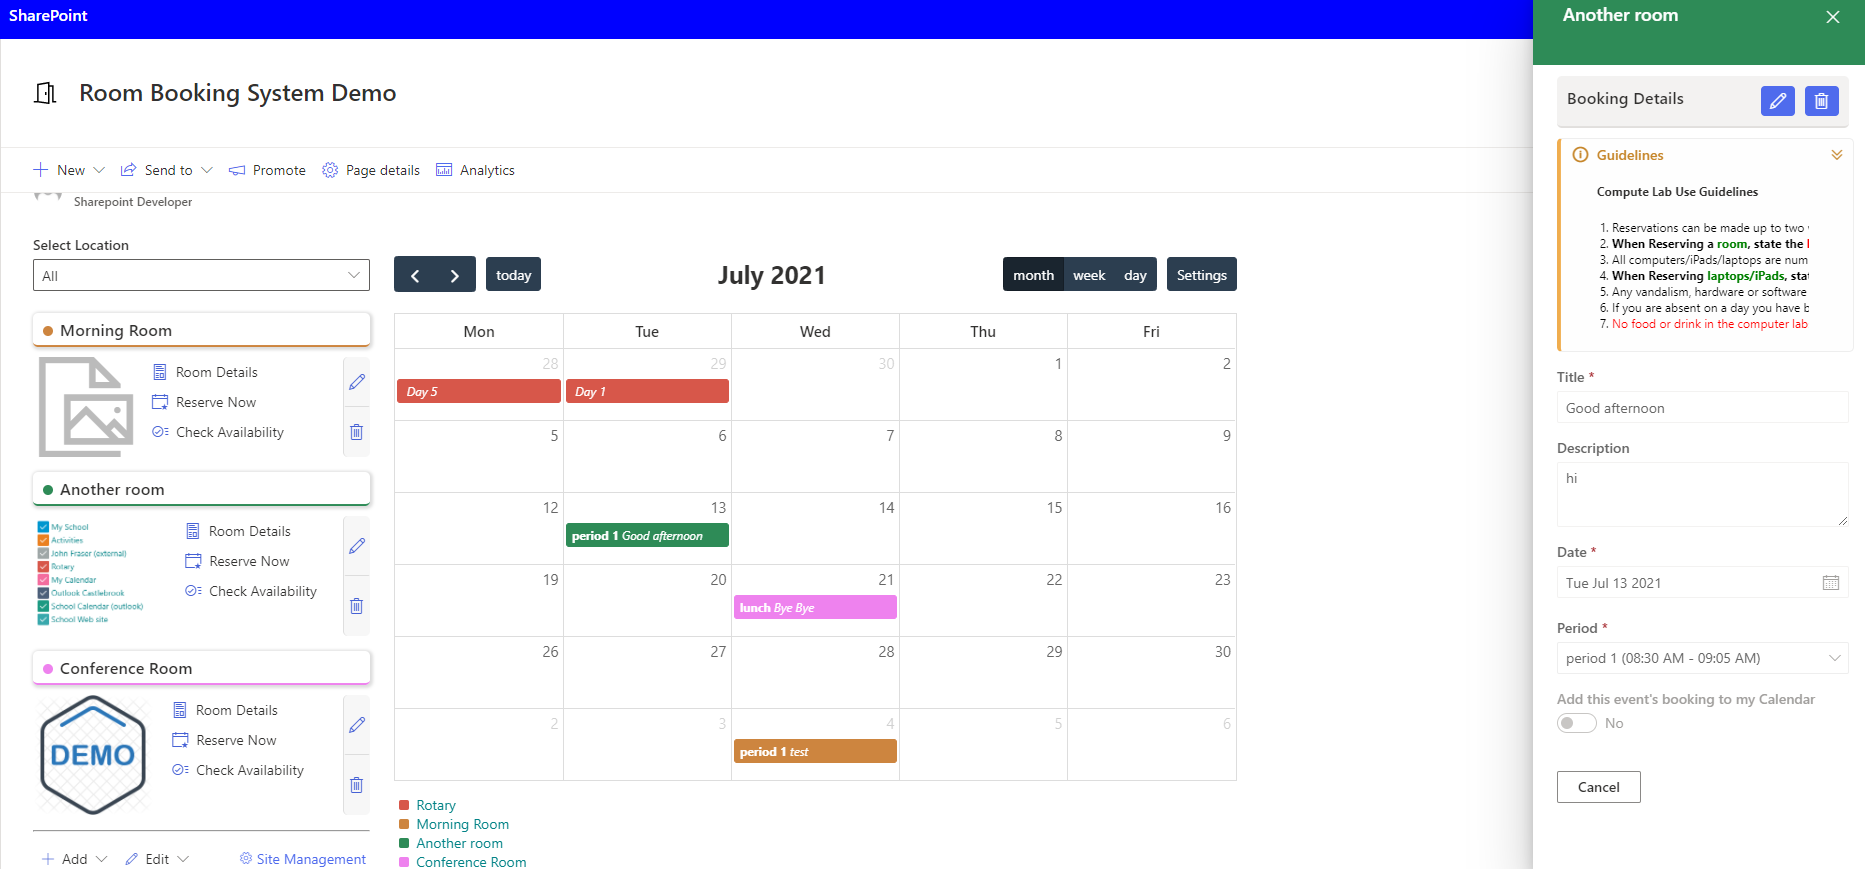 SharePoint
Room Booking System Demo
New
Send to
Promote
Page details
Analytics
Sharepoint Developer
Select Location
All
Morning Room
Room Details
Reserve Now
Check Availability
Another room
My School
Activities
John Fraser (external)
Rotary
My Calendar
Outlook Castlebrook
School Calendar (outlook)
School Web site
Room Details
Reserve Now
Check Availability
Conference Room
DEMO
Room Details
Reserve Now
Check Availability
Add
Edit
Site Management
today
July 2021
month week day
Settings
Mon Tue Wed Thu Fri
28 29 30 1 2
Day 5
Day 1
5 6 7 8 9
12 13 14 15 16
period 1 Good afternoon
19 20 21 22 23
lunch Bye Bye
26 27 28 29 30
2 3 4 5 6
period 1 test
Rotary
Morning Room
Another room
Conference Room
Another room
Booking Details
Guidelines
Compute Lab Use Guidelines
1. Reservations can be made up to two
2. When Reserving a room, state the
3. All computers/iPads/laptops are num
4. When Reserving laptops/iPads, stat
5. Any vandalism, hardware or software
6. If you are absent on a day you have
7. No food or drink in the computer lab
Title *
Good afternoon
Description
hi
Date *
Tue Jul 13 2021
Period *
period 1 (08:30 AM - 09:05 AM)
Add this event's booking to my Calendar
No
Cancel